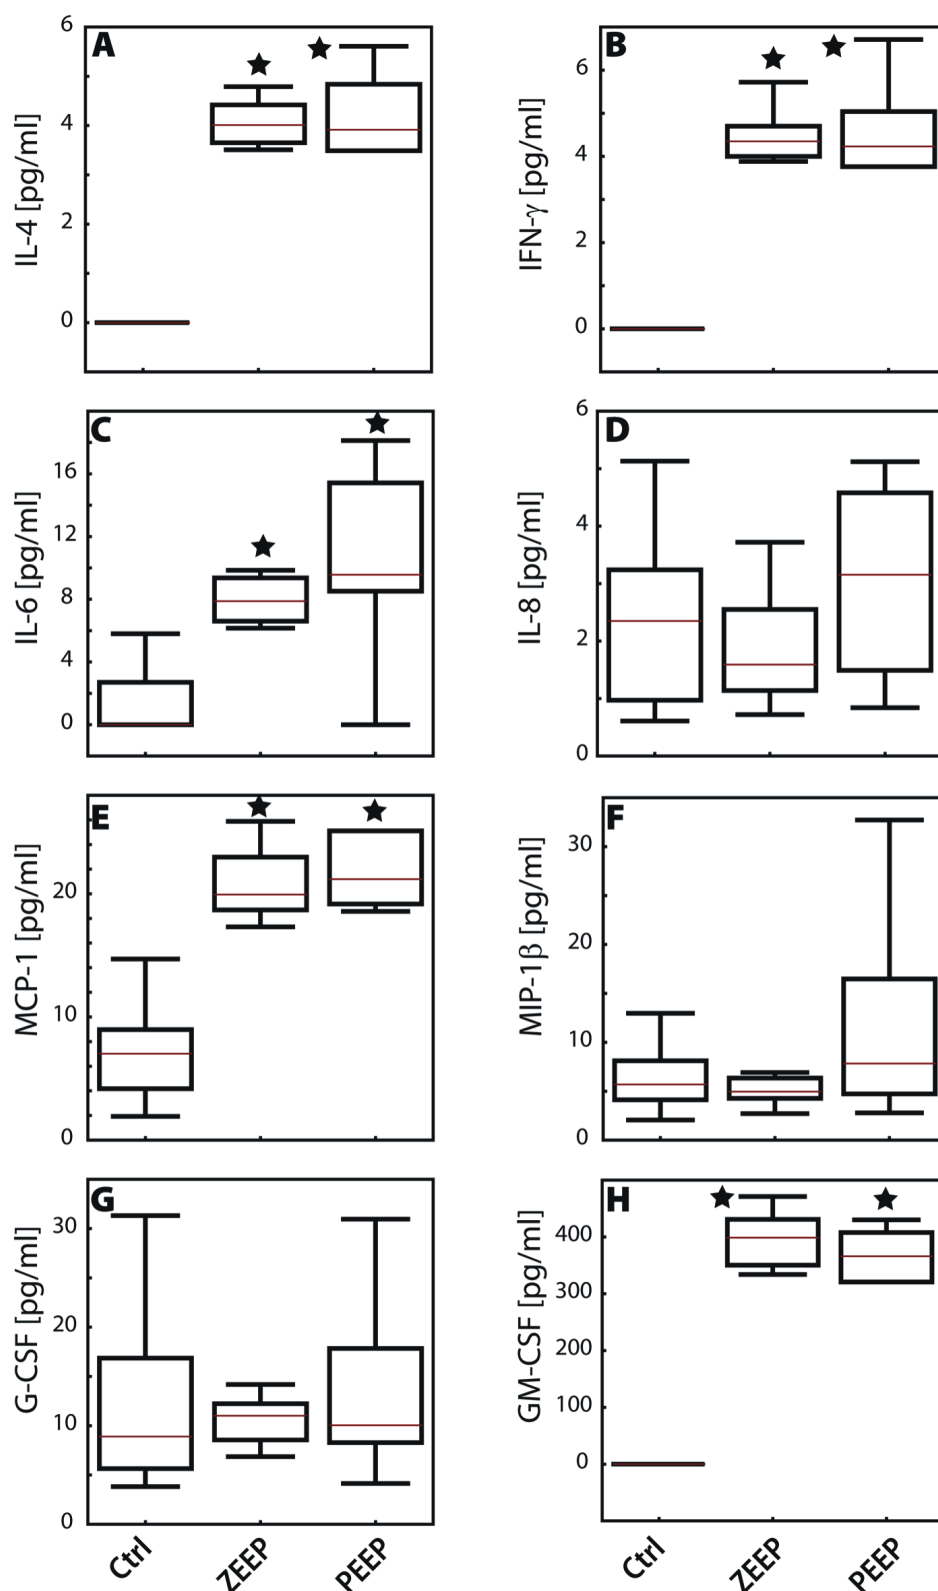 A
IL-4 [pg/ml]
6
4
2
0
B
IFN-γ [pg/ml]
6
4
2
0
C
IL-6 [pg/ml]
16
12
8
4
0
D
IL-8 [pg/ml]
6
4
2
0
E
MCP-1 [pg/ml]
20
10
0
F
MIP-1β [pg/ml]
30
20
10
0
G
G-CSF [pg/ml]
30
20
10
0
Ctrl
ZEEP
PEEP
H
GM-CSF [pg/ml]
400
300
200
100
0
Ctrl
ZEEP
PEEP